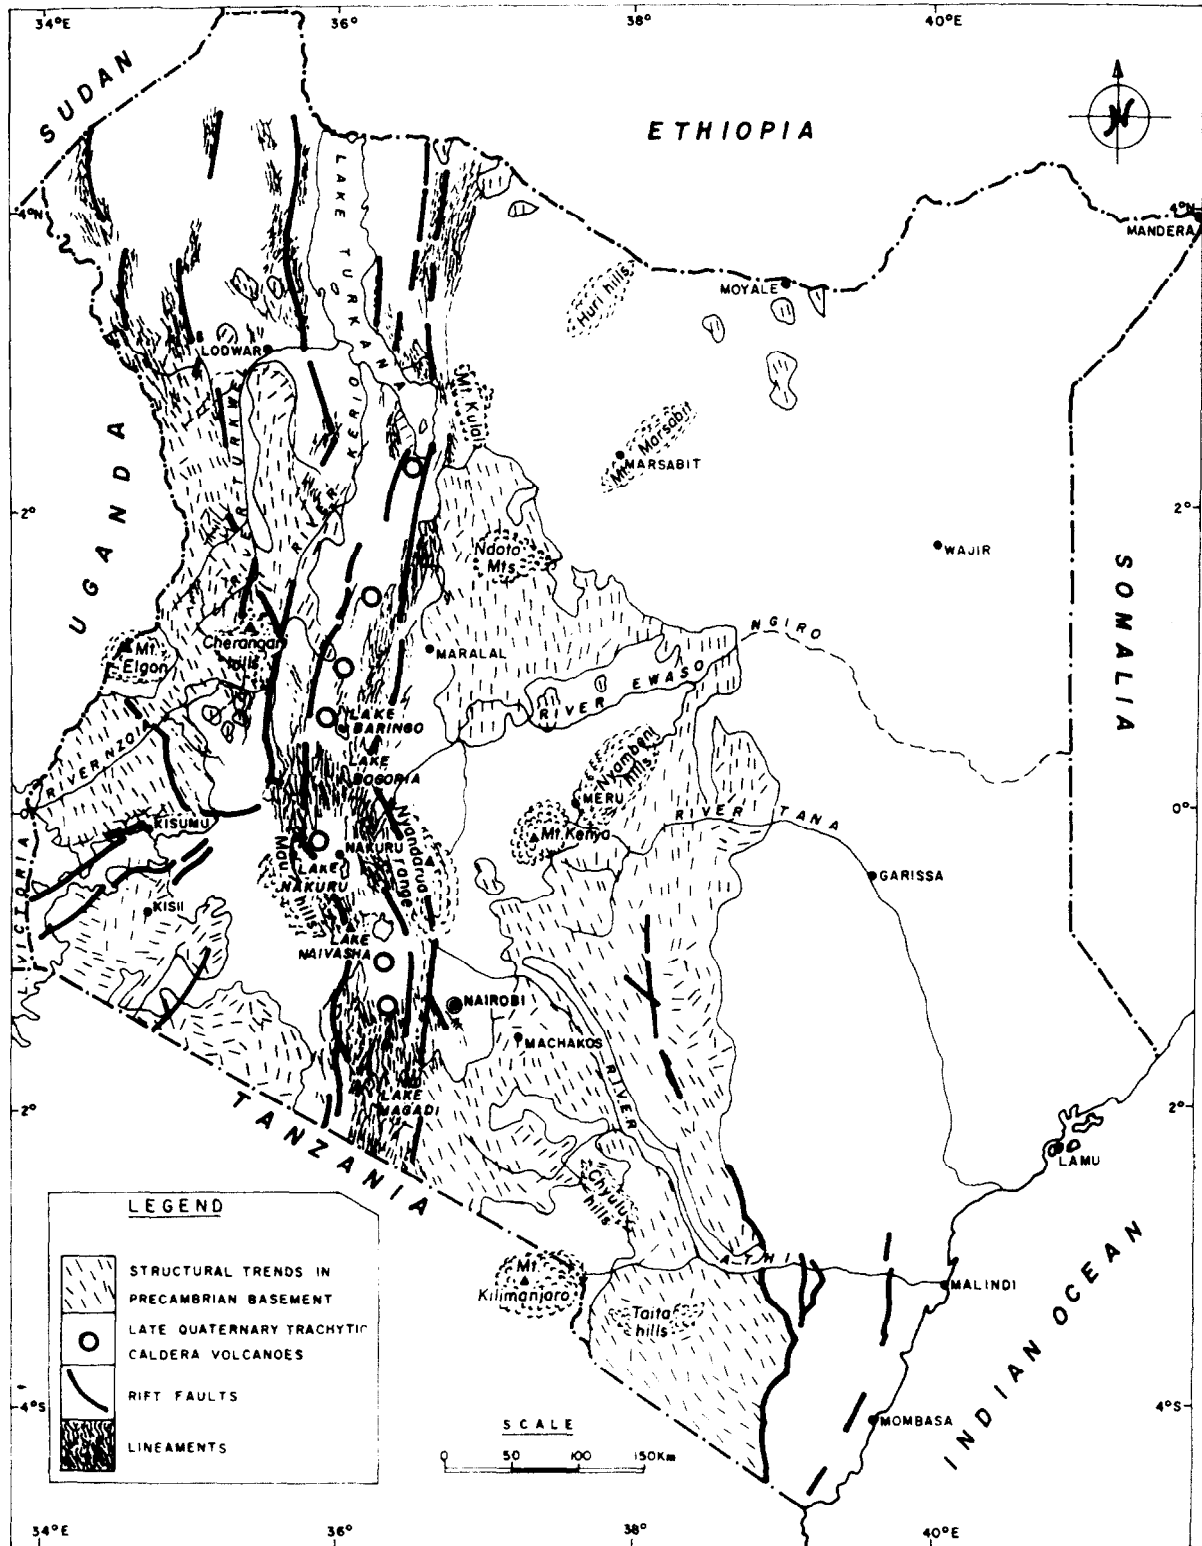 34°E
36°
38°
40°E
SUDAN
ETHIOPIA
N
4°N
4°N
MANDERA
LAKE TURKANA
Huri hills
MOYALE
LODWAR
RIVER TURKWEL
RIVER KERIO
Mt. Kulal
Mt. Marsabit
MARSABIT
UGANDA
2°
2°
WAJIR
SOMALIA
Ndoto
Mts.
NGIRO
Mt.
Elgon
Cherangani
hills
MARALAL
RIVER EWASO
LAKE
BARINGO
RIVER NZOIA
LAKE
BOGORIA
Nyambeni
hills
MERU
0°
RIVER TANA
KISUMU
Mt. Kenya
NAKURU
Nyandarua
range
Mau
hills
LAKE
NAKURU
GARISSA
L. VICTORIA
KISII
LAKE
NAIVASHA
NAIROBI
MACHAKOS
RIVER
LAKE
MAGADI
2°
2°
TANZANIA
LAMU
Chyulu
hills
ATHI
Mt.
Kilimanjaro
MALINDI
Taita
hills
INDIAN OCEAN
LEGEND
STRUCTURAL TRENDS IN
PRECAMBRIAN BASEMENT
LATE QUATERNARY TRACHYTIC
CALDERA VOLCANOES
RIFT FAULTS
LINEAMENTS
4°S
4°S
MOMBASA
SCALE
0 50 100 150Km
34°E
36°
38°
40°E